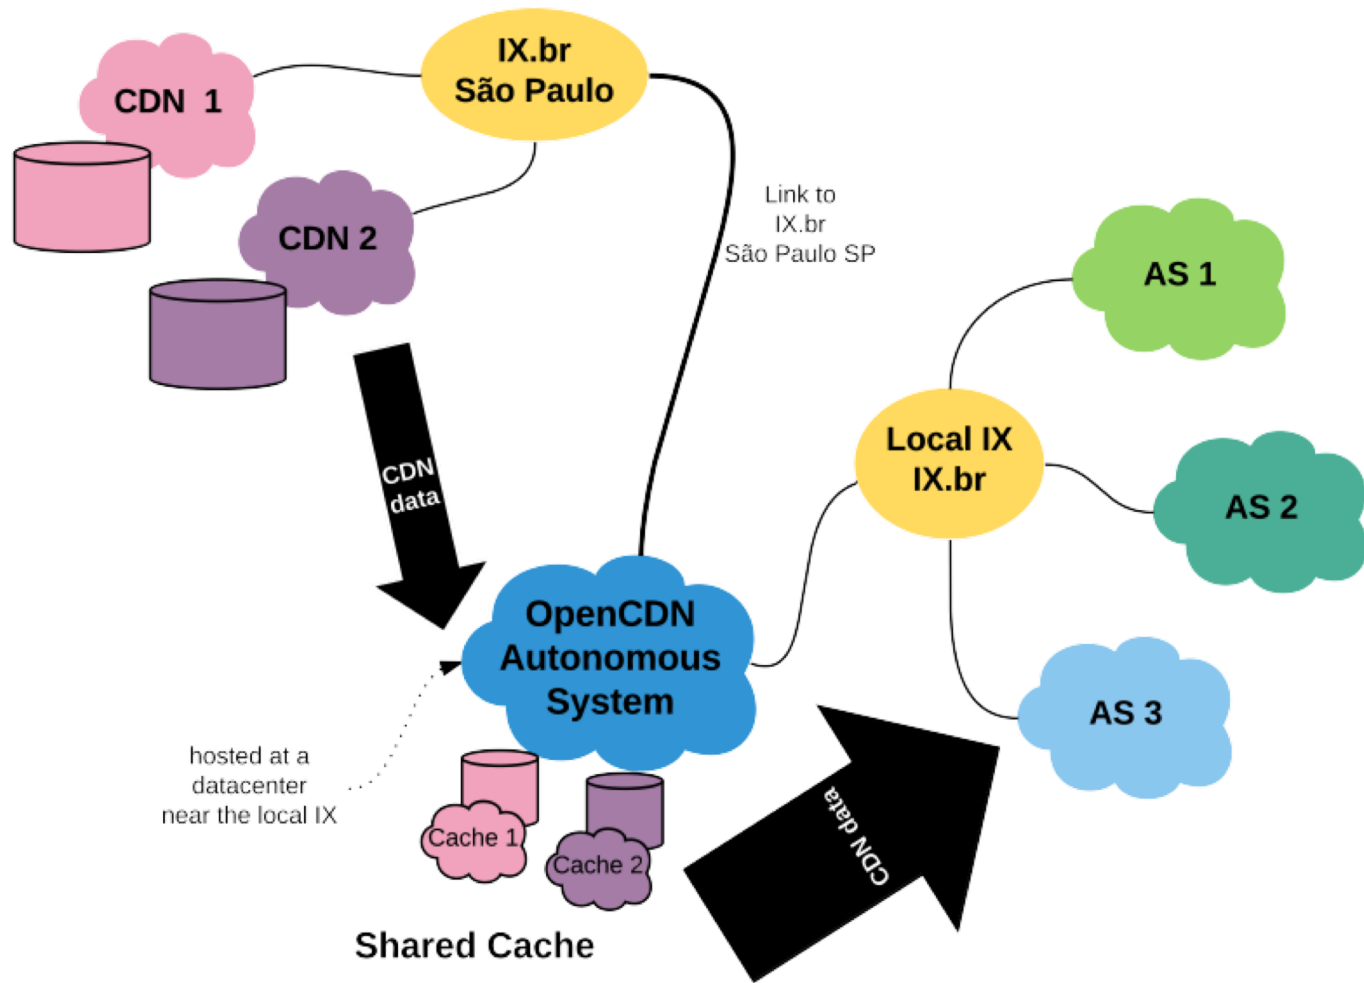 IX.br
São Paulo
CDN 1
CDN 2
Link to
IX.br
São Paulo SP
AS 1
Local IX
IX.br
AS 2
CDN
data
OpenCDN
Autonomous
System
AS 3
hosted at a
datacenter
near the local IX
Cache 1
Cache 2
CDN data
Shared Cache